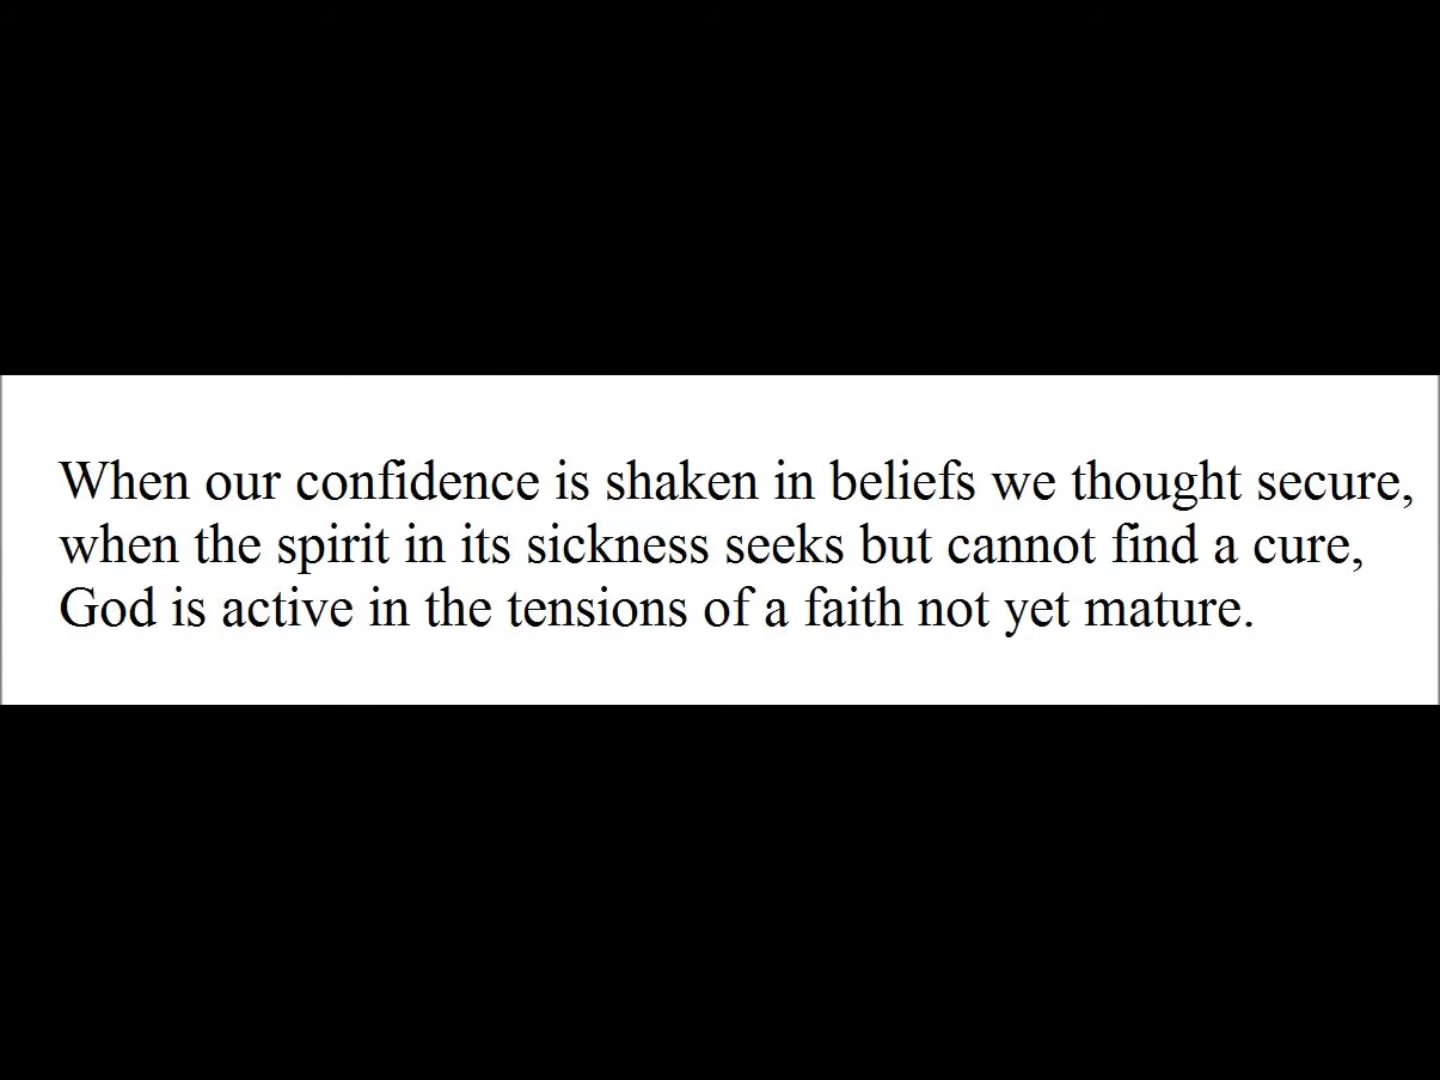 When our confidence is shaken in beliefs we thought secure,
when the spirit in its sickness seeks but cannot find a cure,
God is active in the tensions of a faith not yet mature.